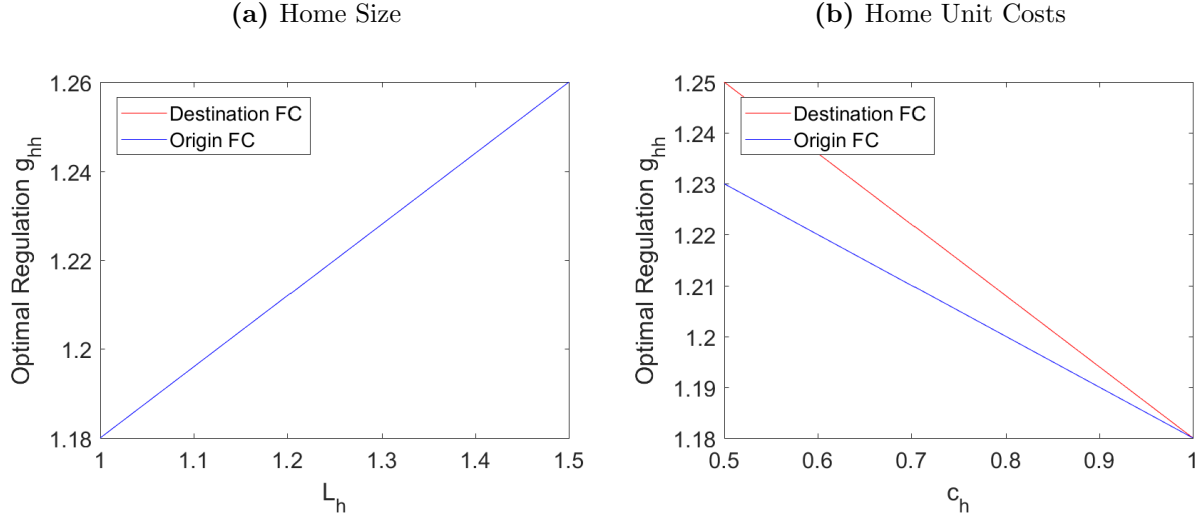 (a) Home Size
1.26
1.24
1.22
1.2
1.18
Optimal Regulation g_hh
Destination FC
Origin FC
1 1.1 1.2 1.3 1.4 1.5
L_h
(b) Home Unit Costs
1.25
1.24
1.23
1.22
1.21
1.2
1.19
1.18
Optimal Regulation g_hh
Destination FC
Origin FC
0.5 0.6 0.7 0.8 0.9 1
c_h